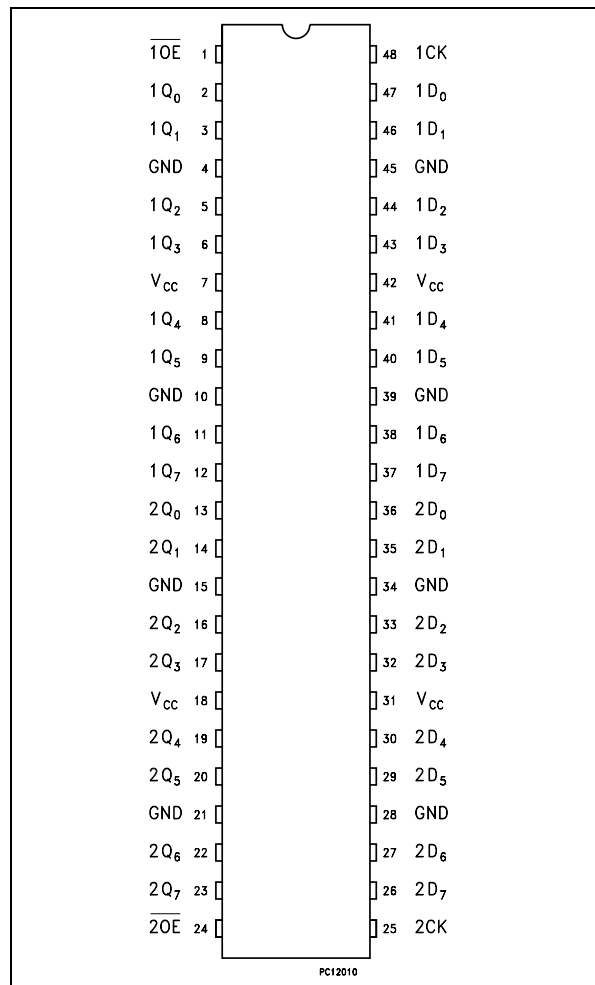 1OE 1 48 1CK
1Q0 2 47 1D0
1Q1 3 46 1D1
GND 4 45 GND
1Q2 5 44 1D2
1Q3 6 43 1D3
VCC 7 42 VCC
1Q4 8 41 1D4
1Q5 9 40 1D5
GND 10 39 GND
1Q6 11 38 1D6
1Q7 12 37 1D7
2Q0 13 36 2D0
2Q1 14 35 2D1
GND 15 34 GND
2Q2 16 33 2D2
2Q3 17 32 2D3
VCC 18 31 VCC
2Q4 19 30 2D4
2Q5 20 29 2D5
GND 21 28 GND
2Q6 22 27 2D6
2Q7 23 26 2D7
2OE 24 25 2CK
PC12010